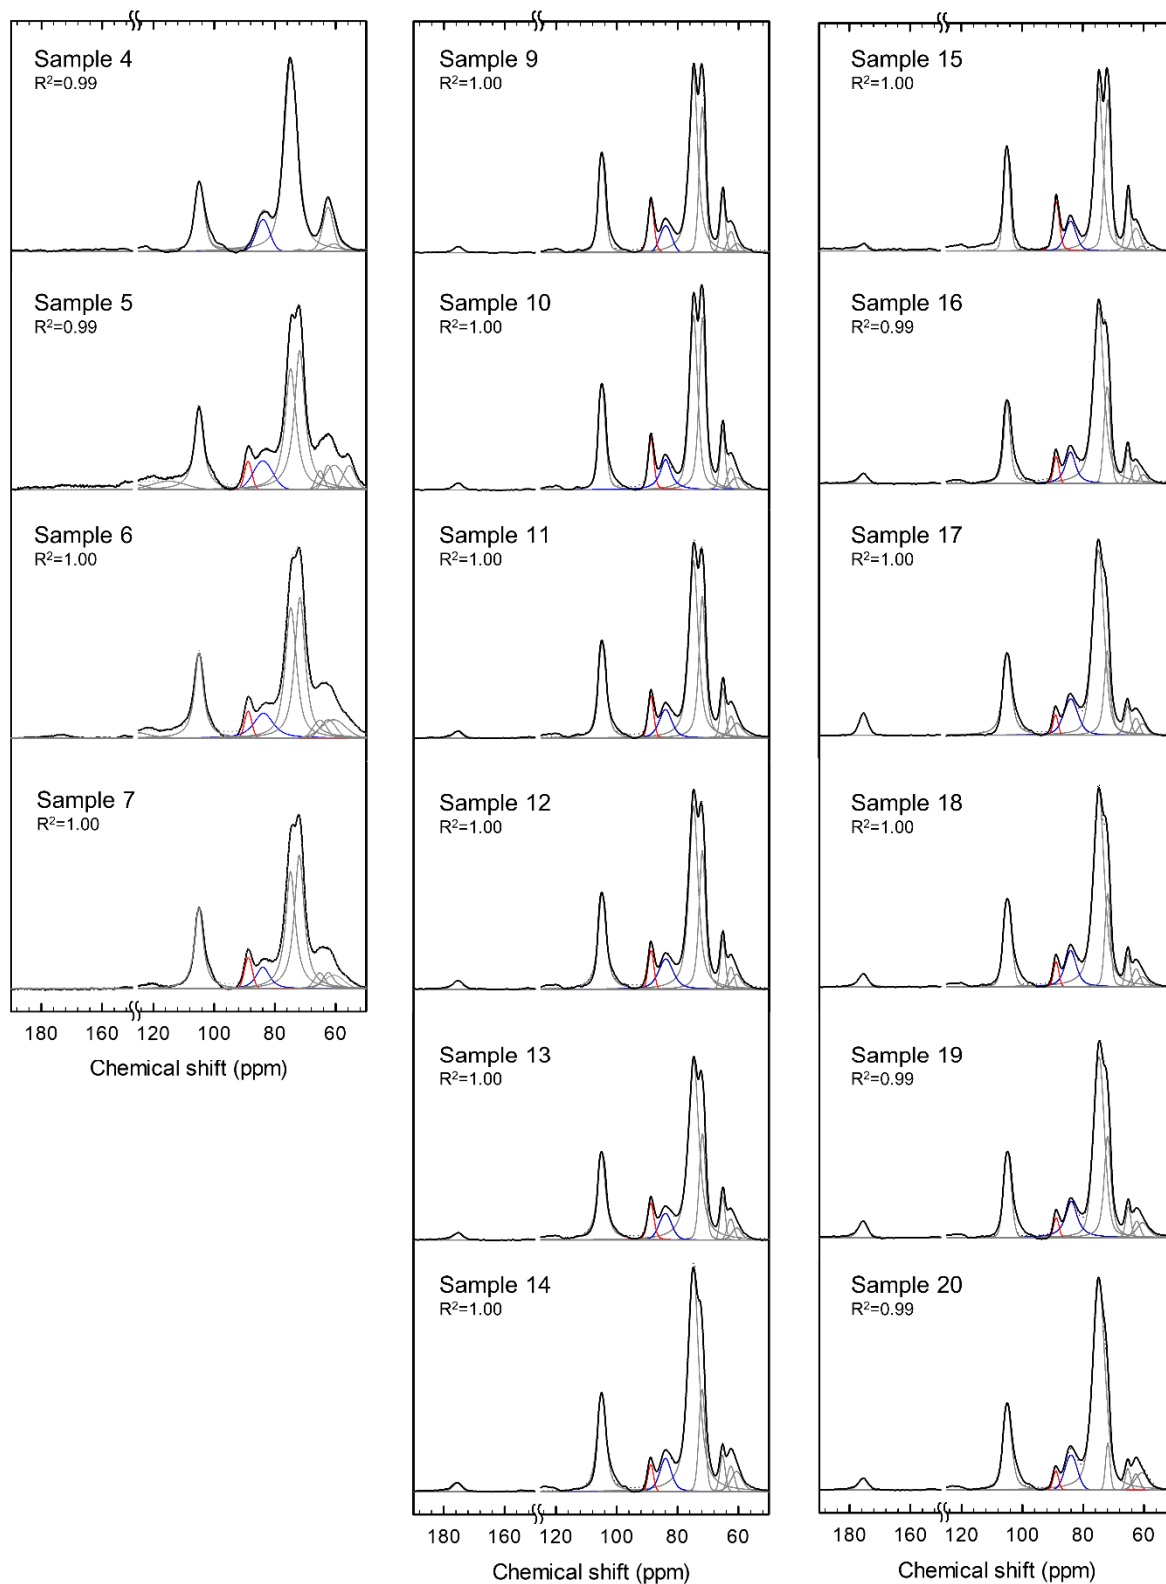 Sample 4
R²=0.99
Sample 5
R²=0.99
Sample 6
R²=1.00
Sample 7
R²=1.00
180 160 100 80 60
Chemical shift (ppm)
Sample 9
R²=1.00
Sample 10
R²=1.00
Sample 11
R²=1.00
Sample 12
R²=1.00
Sample 13
R²=1.00
Sample 14
R²=1.00
180 160 100 80 60
Chemical shift (ppm)
Sample 15
R²=1.00
Sample 16
R²=0.99
Sample 17
R²=1.00
Sample 18
R²=1.00
Sample 19
R²=0.99
Sample 20
R²=0.99
180 160 100 80 60
Chemical shift (ppm)